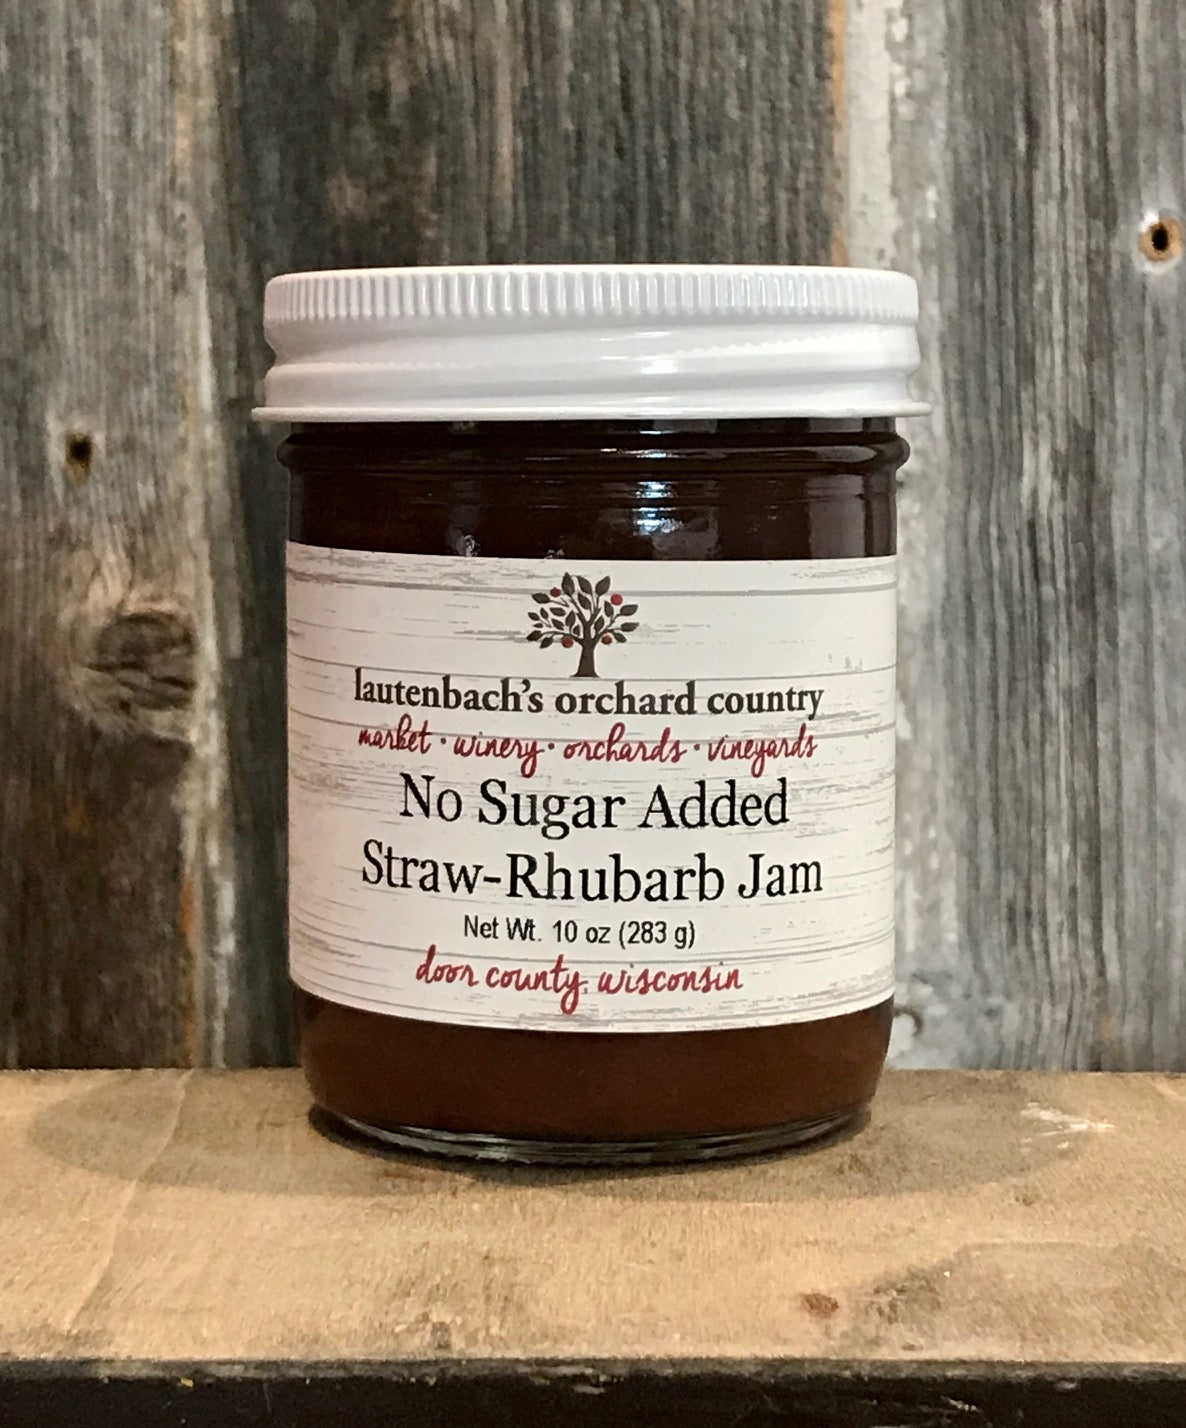 lautenbach's orchard country
market · winery · orchards · vineyards
No Sugar Added
Straw-Rhubarb Jam
Net Wt. 10 oz (283 g)
door county, wisconsin